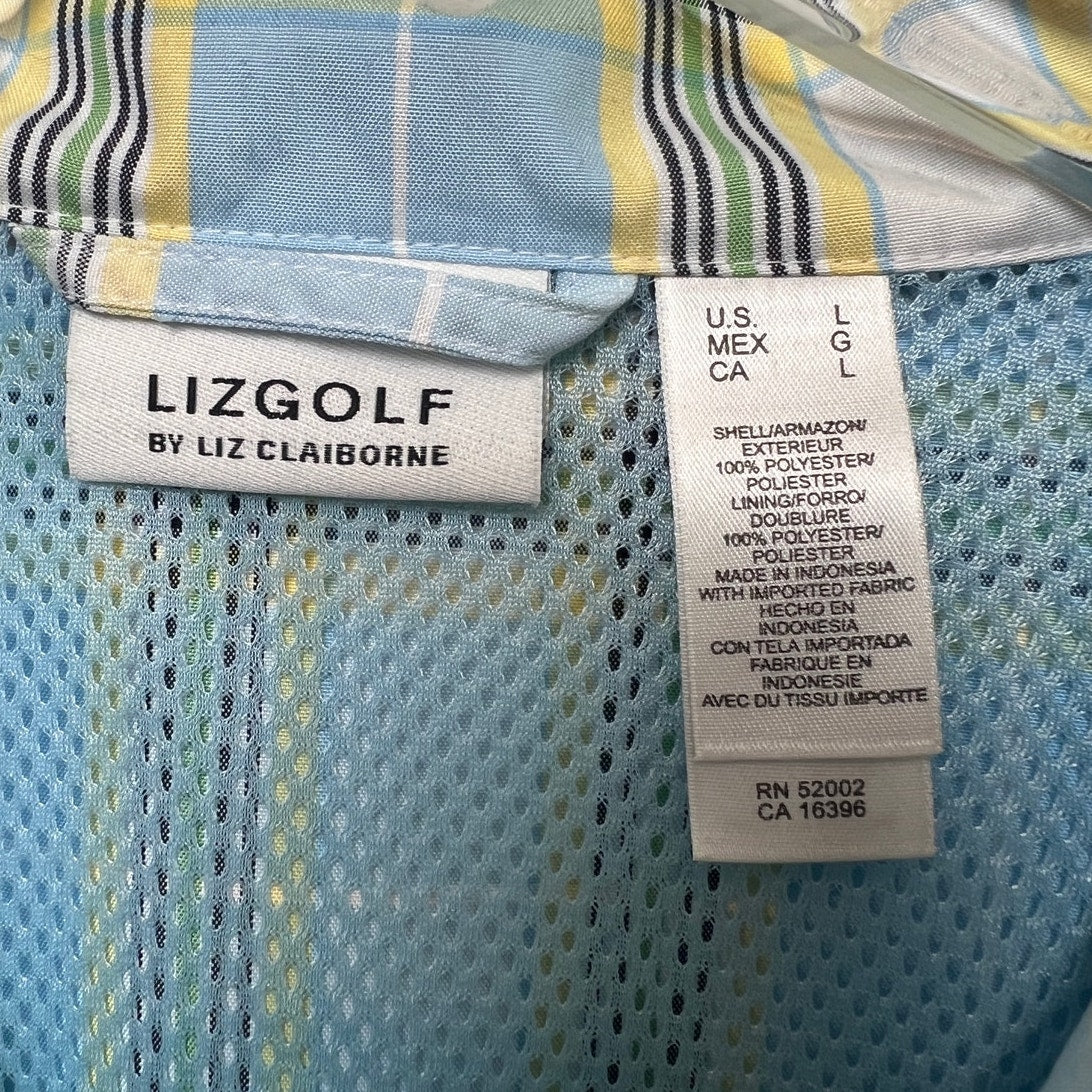 LIZGOLF
BY LIZ CLAIBORNE
U.S. L
MEX G
CA L
SHELL/ARMAZON/
EXTERIEUR
100% POLYESTER/
POLIESTER
LINING/FORRO/
DOUBLURE
100% POLYESTER/
POLIESTER
MADE IN INDONESIA
WITH IMPORTED FABRIC
HECHO EN
INDONESIA
CON TELA IMPORTADA
FABRIQUE EN
INDONESIE
AVEC DU TISSU IMPORTE
RN 52002
CA 16396